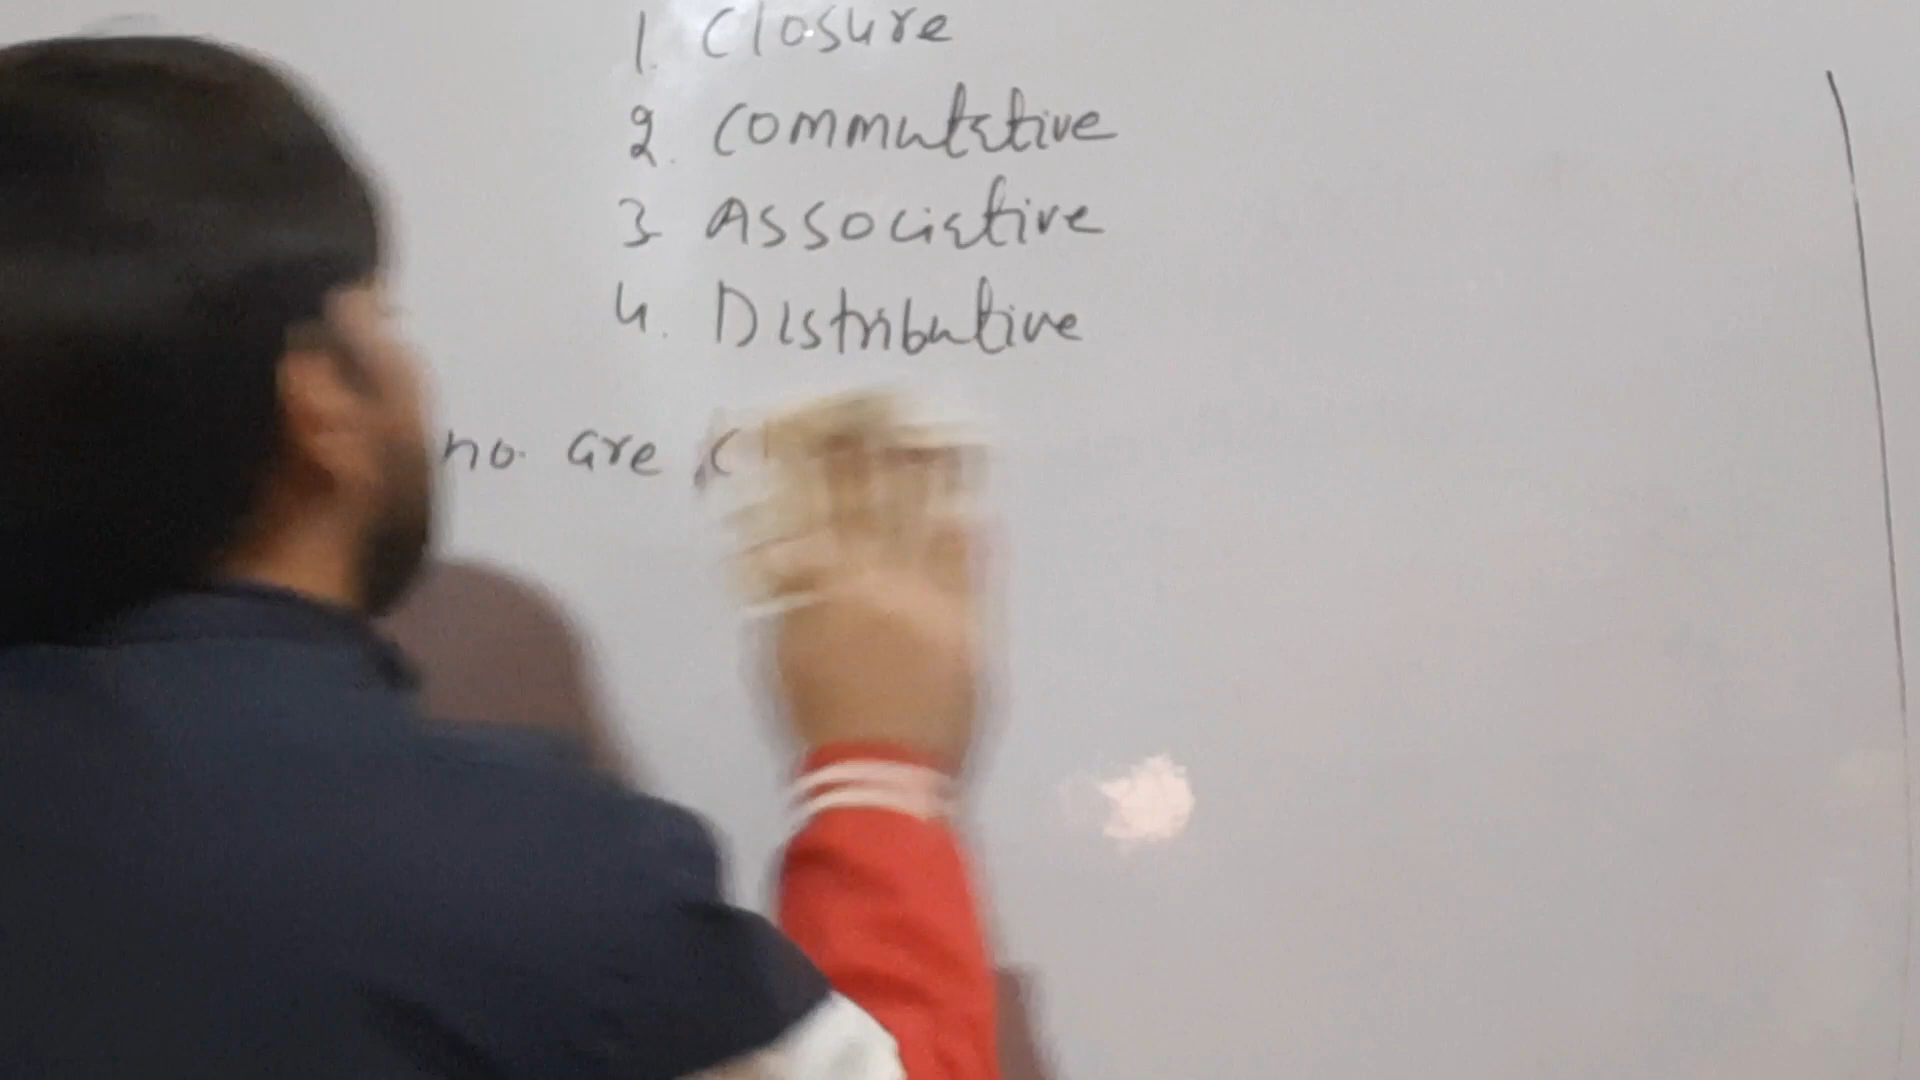 1. Closure
2. Commutative
3 Associative
4. Distributive
no. are